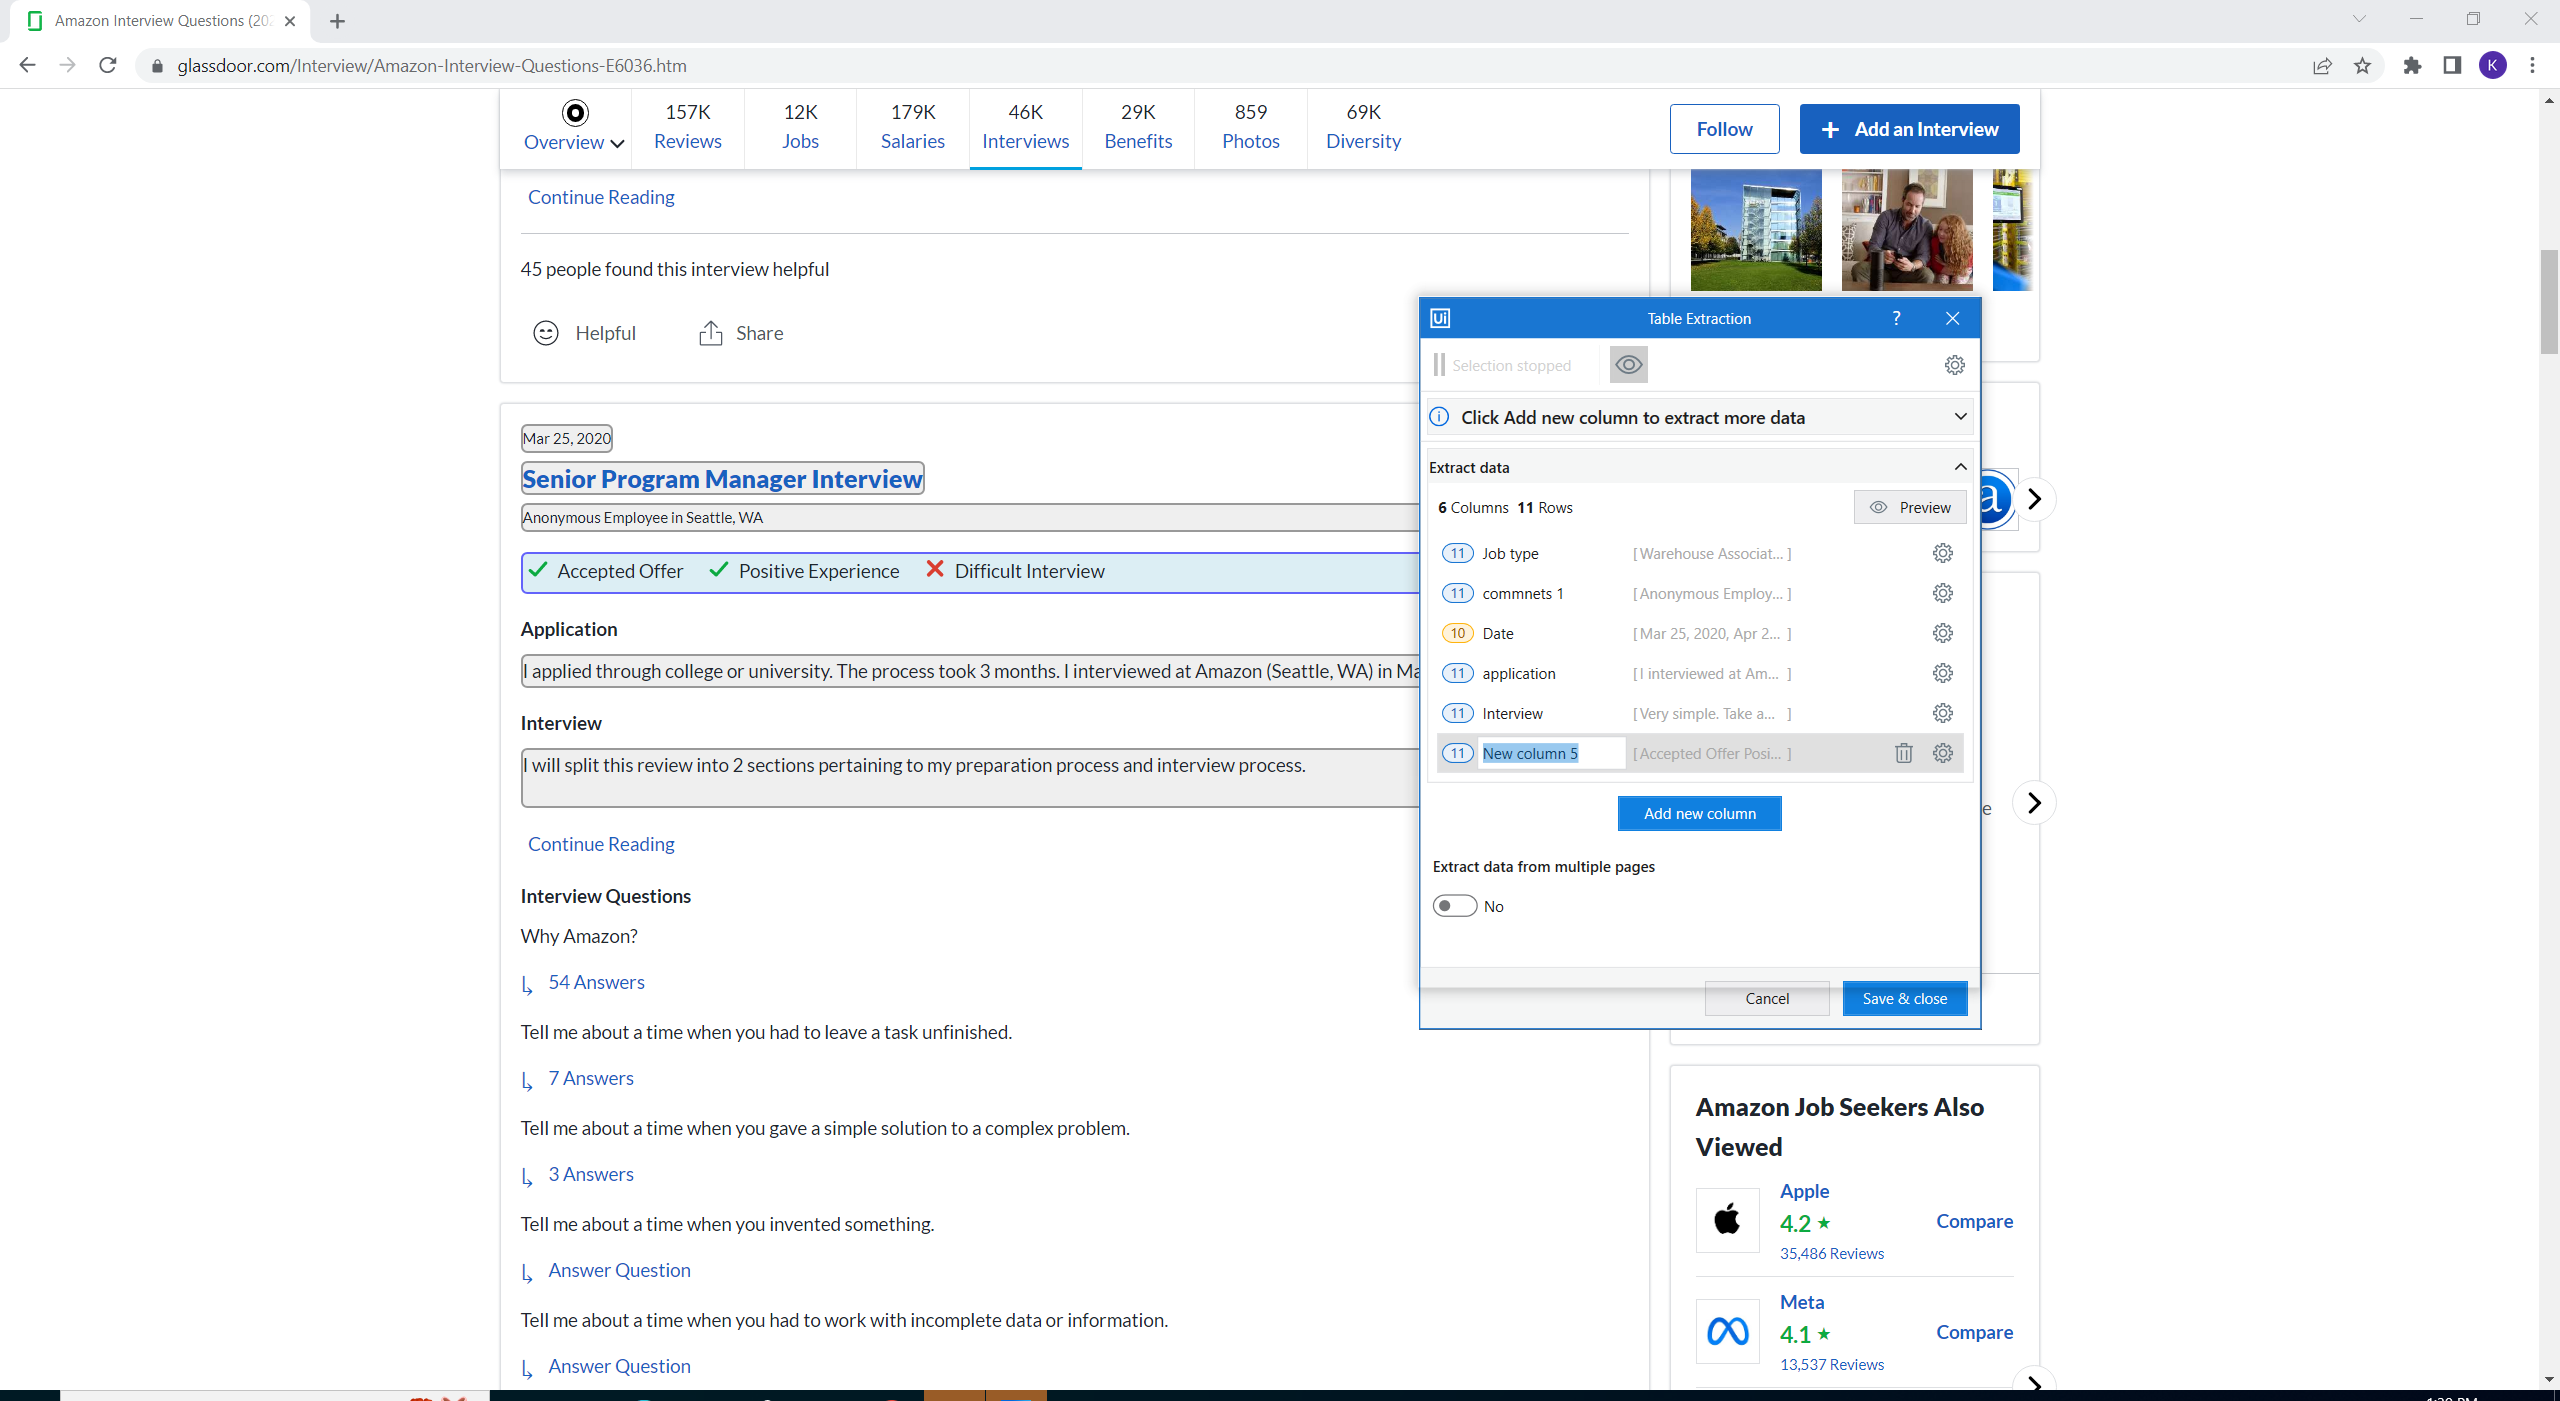 Amazon Interview Questions (202
glassdoor.com/Interview/Amazon-Interview-Questions-E6036.htm
K
Overview
157K
Reviews
12K
Jobs
179K
Salaries
46K
Interviews
29K
Benefits
859
Photos
69K
Diversity
Follow
+ Add an Interview
Continue Reading
45 people found this interview helpful
Helpful
Share
Mar 25, 2020
Senior Program Manager Interview
Anonymous Employee in Seattle, WA
Accepted Offer
Positive Experience
Difficult Interview
Application
I applied through college or university. The process took 3 months. I interviewed at Amazon (Seattle, WA) in Ma
Interview
I will split this review into 2 sections pertaining to my preparation process and interview process.
Continue Reading
Interview Questions
Why Amazon?
54 Answers
Tell me about a time when you had to leave a task unfinished.
7 Answers
Tell me about a time when you gave a simple solution to a complex problem.
3 Answers
Tell me about a time when you invented something.
Answer Question
Tell me about a time when you had to work with incomplete data or information.
Answer Question
Ui
Table Extraction
?
Selection stopped
Click Add new column to extract more data
Extract data
6 Columns 11 Rows
Preview
11 Job type [ Warehouse Associat... ]
11 commnets 1 [ Anonymous Employ... ]
10 Date [ Mar 25, 2020, Apr 2... ]
11 application [ I interviewed at Am... ]
11 Interview [ Very simple. Take a... ]
11 New column 5 [ Accepted Offer Posi... ]
Add new column
Extract data from multiple pages
No
Cancel
Save & close
a
e
Amazon Job Seekers Also
Viewed
Apple
4.2 ★
35,486 Reviews
Compare
Meta
4.1 ★
13,537 Reviews
Compare